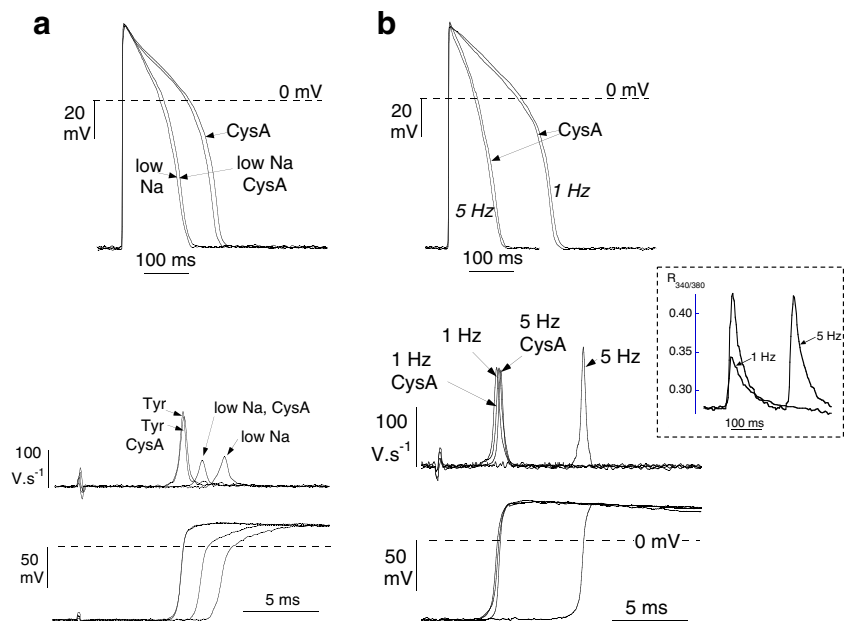 a
0 mV
20
mV
CysA
low
Na
low Na
CysA
100 ms
Tyr
Tyr
CysA
low Na, CysA
low Na
100
V.s-1
50
mV
5 ms
b
0 mV
20
mV
CysA
5 Hz
1 Hz
100 ms
1 Hz
5 Hz
CysA
1 Hz
CysA
5 Hz
100
V.s-1
0 mV
50
mV
5 ms
R340/380
0.40
0.35
0.30
1 Hz
5 Hz
100 ms